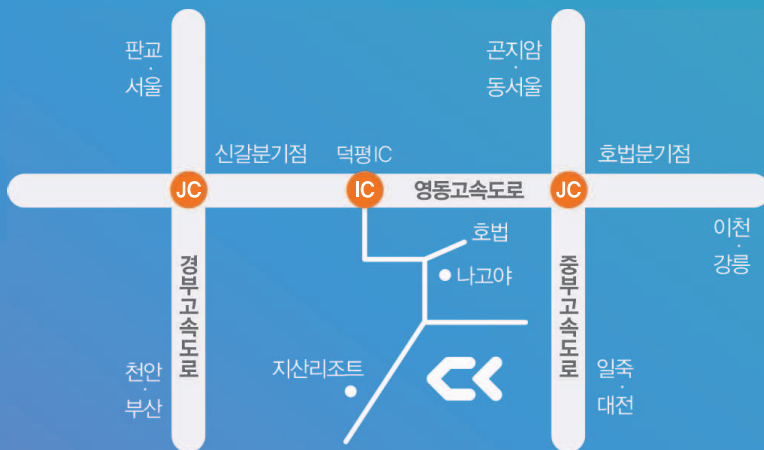 판교
·
서울
곤지암
·
동서울
신갈분기점
덕평IC
호법분기점
JC
IC
영동고속도로
JC
호법
이천
·
강릉
나고야
경부고속도로
중부고속도로
지산리조트
CK
천안
·
부산
일죽
·
대전